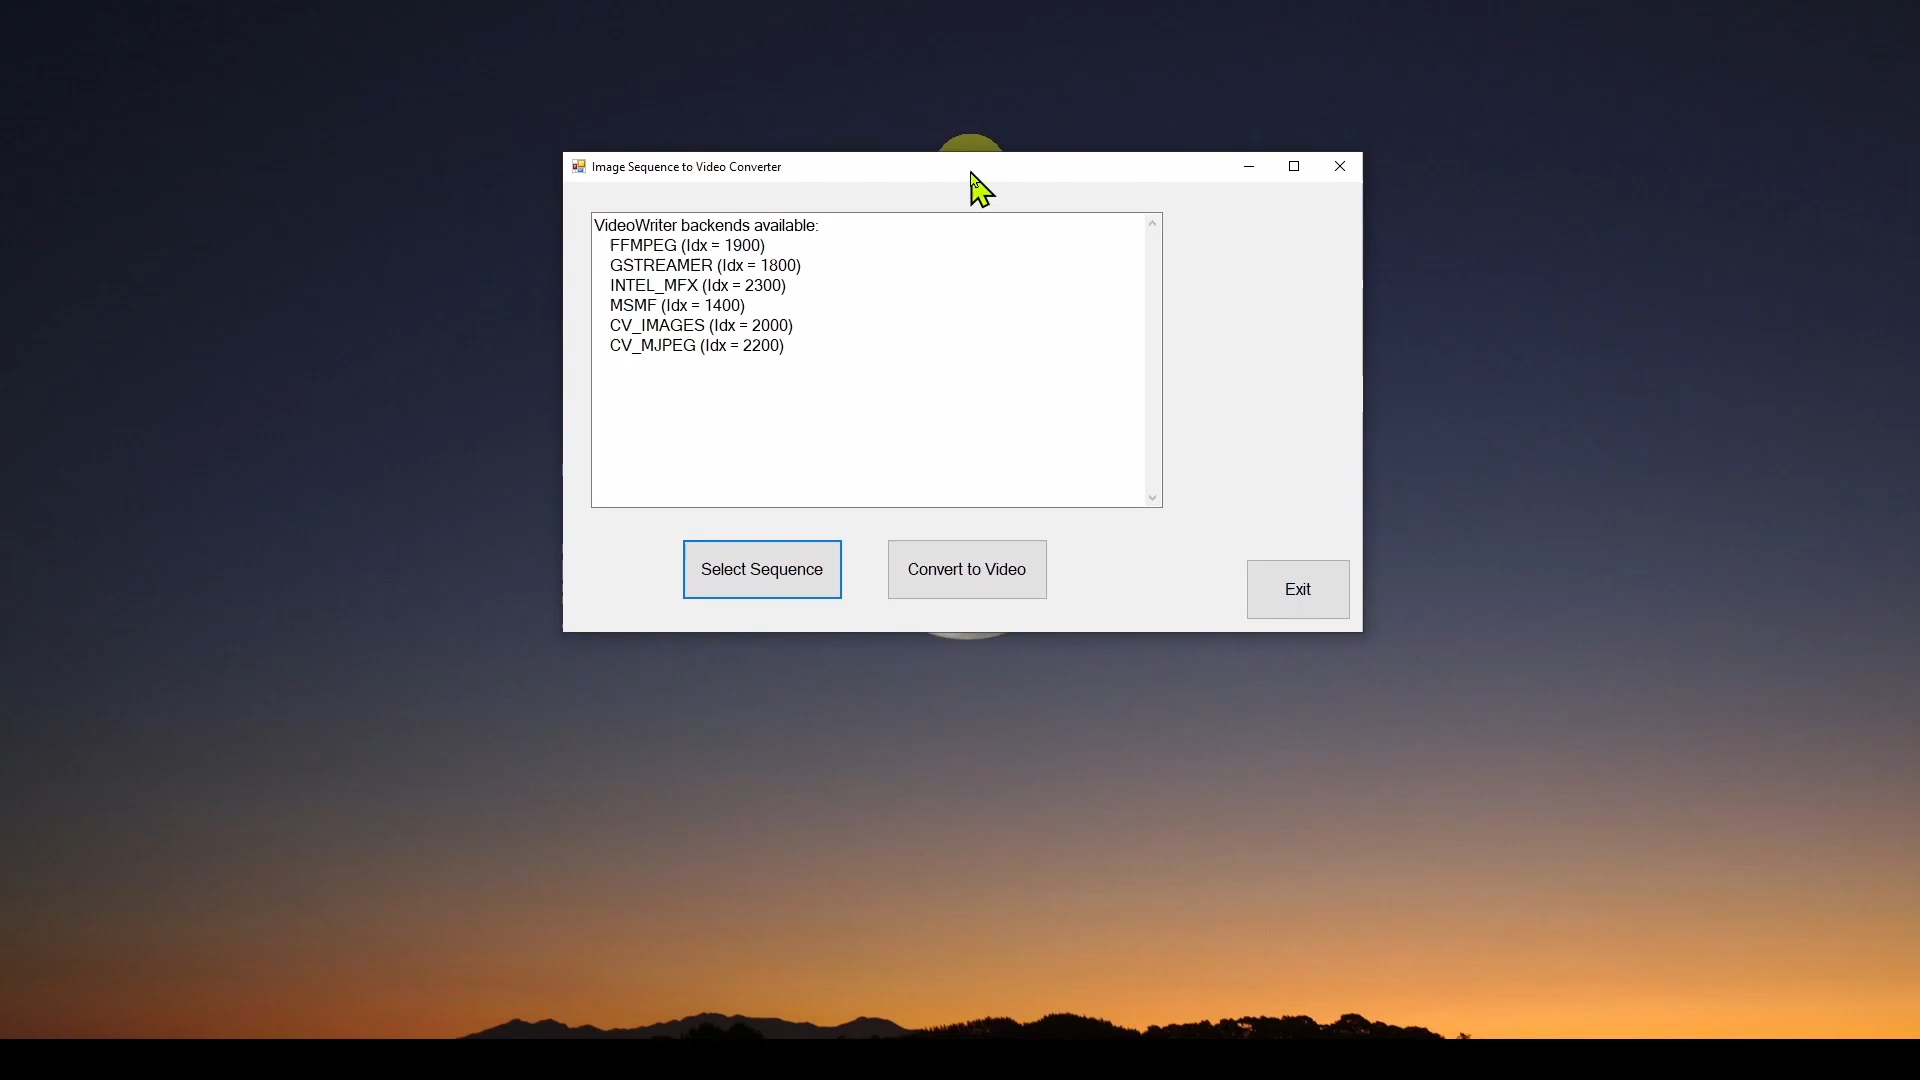 Image Sequence to Video Converter
VideoWriter backends available:
FFMPEG (Idx = 1900)
GSTREAMER (Idx = 1800)
INTEL_MFX (Idx = 2300)
MSMF (Idx = 1400)
CV_IMAGES (Idx = 2000)
CV_MJPEG (Idx = 2200)
Select Sequence
Convert to Video
Exit